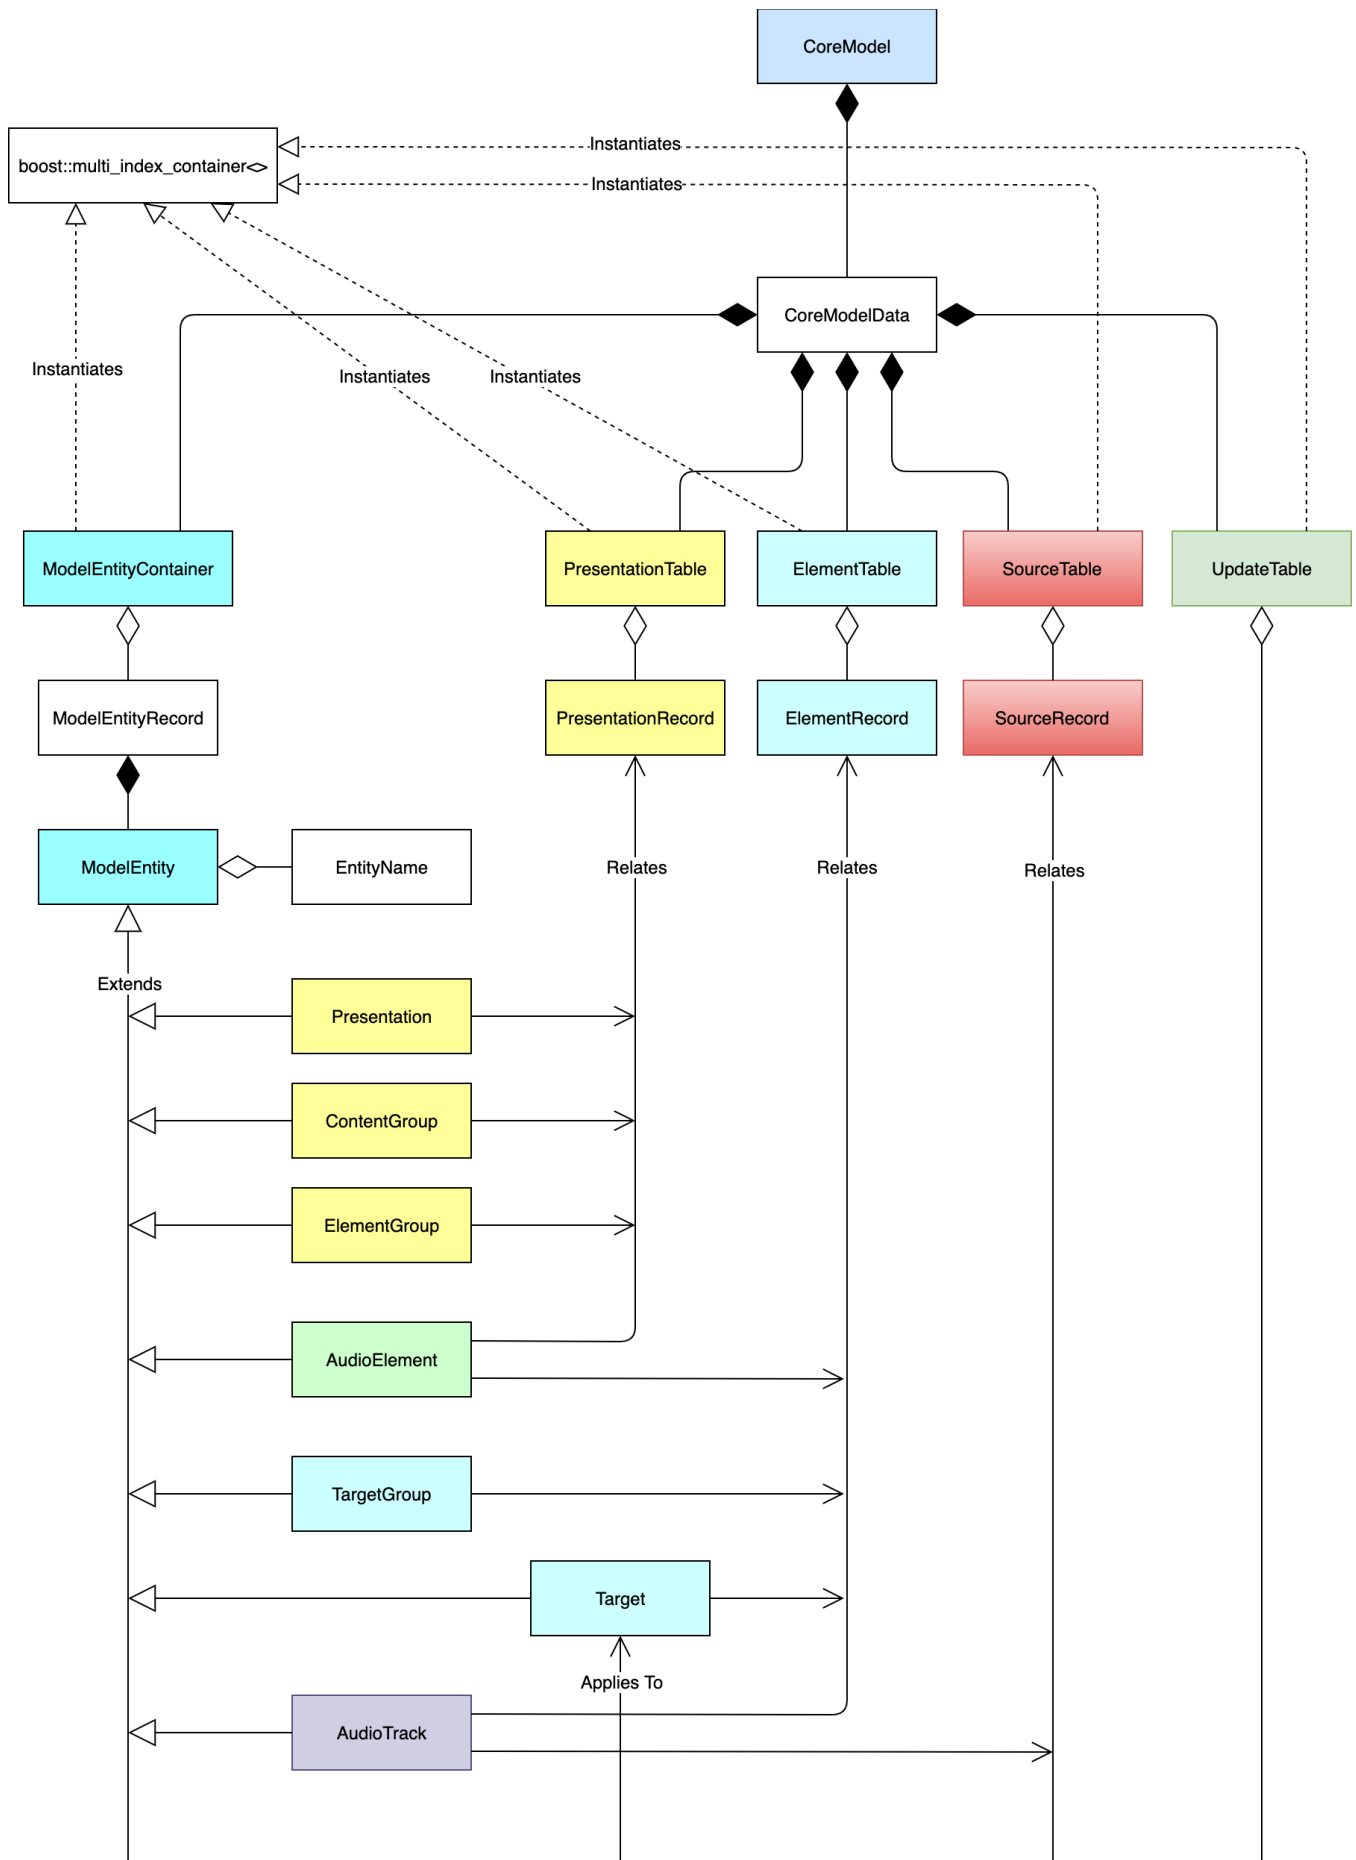 CoreModel
Instantiates
boost::multi_index_container<>
Instantiates
CoreModelData
Instantiates
Instantiates
Instantiates
ModelEntityContainer
PresentationTable
ElementTable
SourceTable
UpdateTable
ModelEntityRecord
PresentationRecord
ElementRecord
SourceRecord
ModelEntity
EntityName
Relates
Relates
Relates
Extends
Presentation
ContentGroup
ElementGroup
AudioElement
TargetGroup
Target
Applies To
AudioTrack